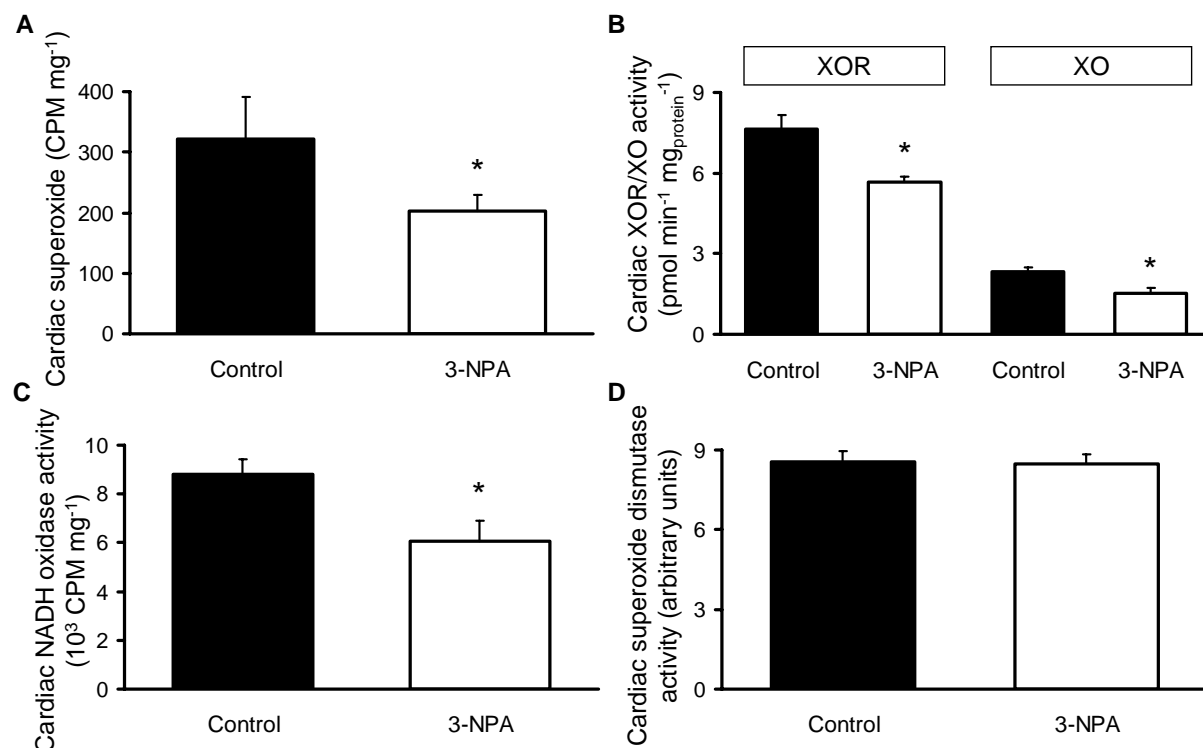 A
Cardiac superoxide (CPM mg⁻¹)
400
300
200
100
0
*
Control
3-NPA
B
XOR
XO
Cardiac XOR/XO activity
(pmol min⁻¹ mgprotein⁻¹)
9
6
3
0
*
*
Control
3-NPA
Control
3-NPA
C
Cardiac NADH oxidase activity
(10³ CPM mg⁻¹)
10
8
6
4
2
0
*
Control
3-NPA
D
Cardiac superoxide dismutase
activity (arbitrary units)
9
6
3
0
Control
3-NPA